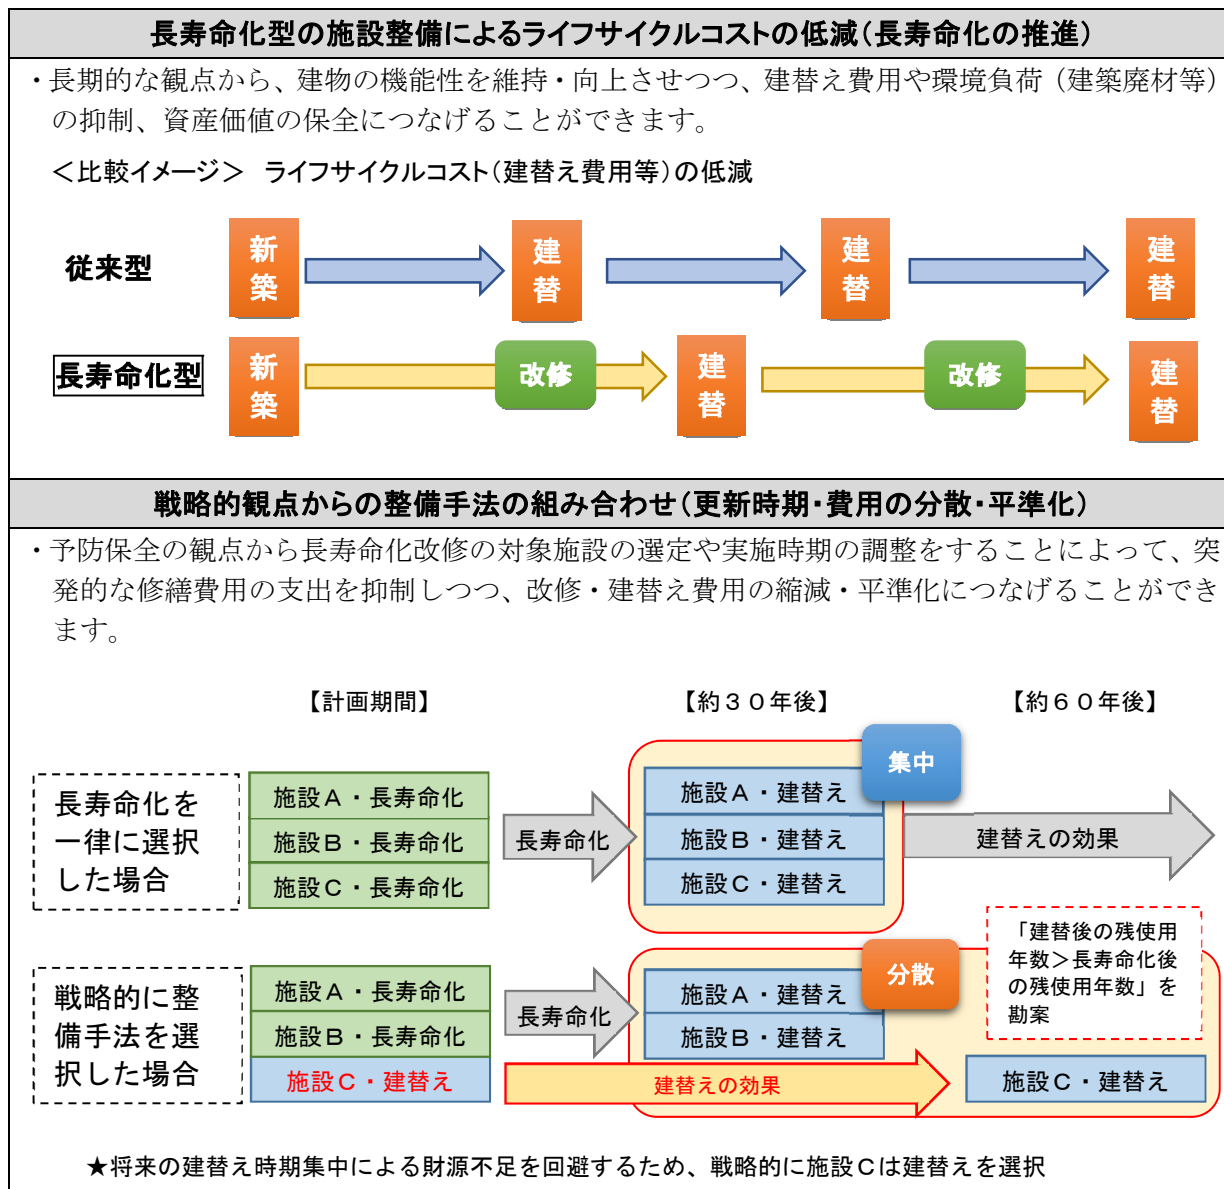 長寿命化型の施設整備によるライフサイクルコストの低減(長寿命化の推進)
・長期的な観点から、建物の機能性を維持・向上させつつ、建替え費用や環境負荷（建築廃材等）
の抑制、資産価値の保全につなげることができます。
＜比較イメージ＞ ライフサイクルコスト(建替え費用等)の低減
従来型
新築
建替
建替
建替
長寿命化型
新築
改修
建替
改修
建替
戦略的観点からの整備手法の組み合わせ(更新時期・費用の分散・平準化)
・予防保全の観点から長寿命化改修の対象施設の選定や実施時期の調整をすることによって、突
発的な修繕費用の支出を抑制しつつ、改修・建替え費用の縮減・平準化につなげることができ
ます。
【計画期間】
【約３０年後】
【約６０年後】
長寿命化を
一律に選択
した場合
施設Ａ・長寿命化
施設Ｂ・長寿命化
施設Ｃ・長寿命化
長寿命化
施設Ａ・建替え
施設Ｂ・建替え
施設Ｃ・建替え
集中
建替えの効果
戦略的に整
備手法を選
択した場合
施設Ａ・長寿命化
施設Ｂ・長寿命化
施設Ｃ・建替え
長寿命化
施設Ａ・建替え
施設Ｂ・建替え
分散
「建替後の残使用
年数＞長寿命化後
の残使用年数」を
勘案
建替えの効果
施設Ｃ・建替え
★将来の建替え時期集中による財源不足を回避するため、戦略的に施設Ｃは建替えを選択